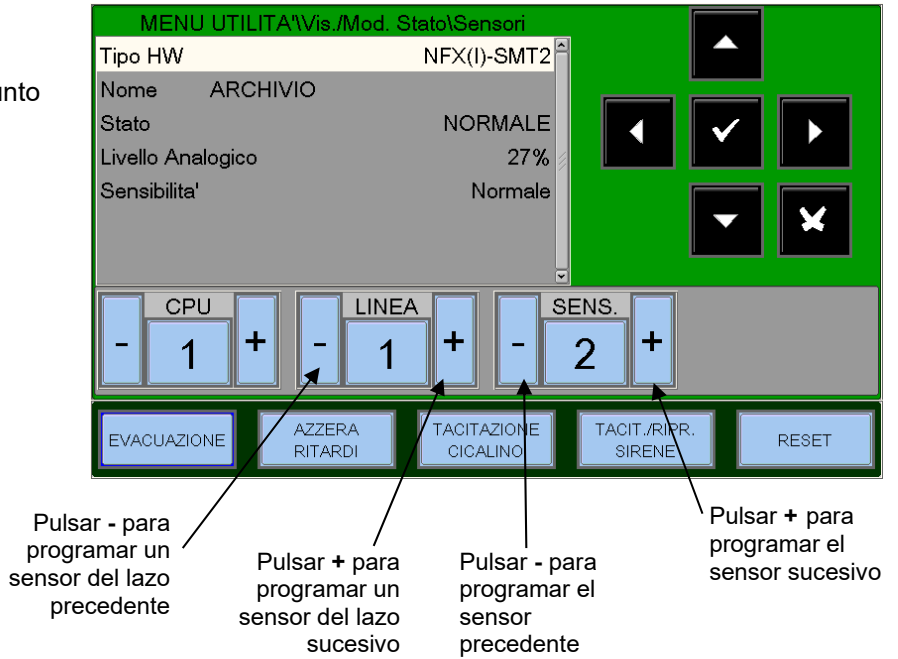 MENU UTILITA'\Vis./Mod. Stato\Sensori
Tipo HW NFX(I)-SMT2
Nome ARCHIVIO
Stato NORMALE
Livello Analogico 27%
Sensibilita' Normale
CPU
- 1 +
LINEA
- 1 +
SENS.
- 2 +
EVACUAZIONE
AZZERA
RITARDI
TACITAZIONE
CICALINO
TACIT./RIPR.
SIRENE
RESET
Pulsar - para
programar un
sensor del lazo
precedente
Pulsar + para
programar un
sensor del lazo
sucesivo
Pulsar - para
programar el
sensor
precedente
Pulsar + para
programar el
sensor sucesivo